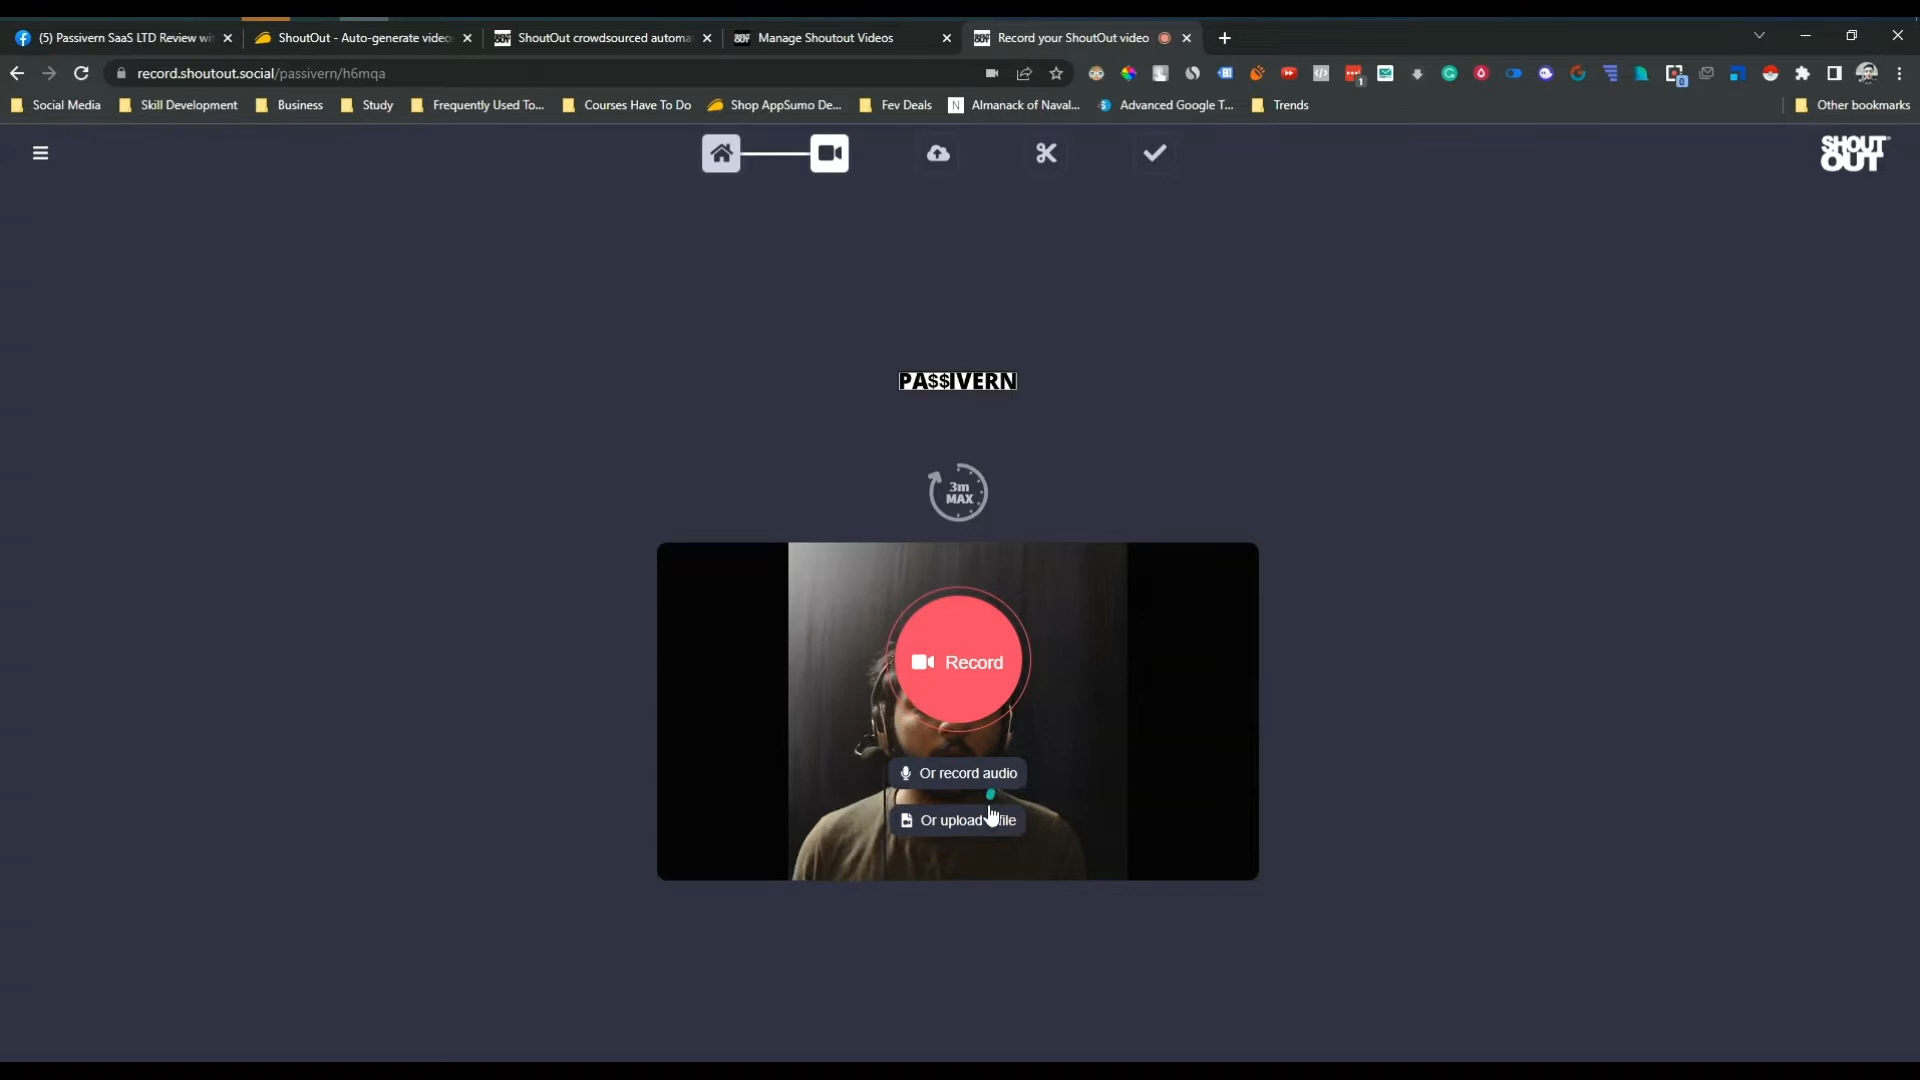 (5) Passivern SaaS LTD Review wi
ShoutOut - Auto-generate video
ShoutOut crowdsourced automa
Manage Shoutout Videos
Record your ShoutOut video
record.shoutout.social/passivern/h6mqa
Social Media
Skill Development
Business
Study
Frequently Used To...
Courses Have To Do
Shop AppSumo De...
Fev Deals
N Almanack of Naval...
Advanced Google T...
Trends
Other bookmarks
SHOUT
OUT
PA$$IVERN
3m
MAX
Record
Or record audio
Or upload file